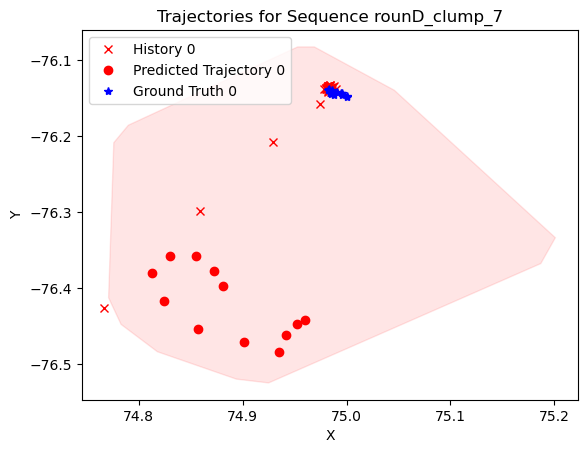 Trajectories for Sequence rounD_clump_7
History 0
Predicted Trajectory 0
Ground Truth 0
−76.1
−76.2
−76.3
−76.4
−76.5
Y
74.8 74.9 75.0 75.1 75.2
X